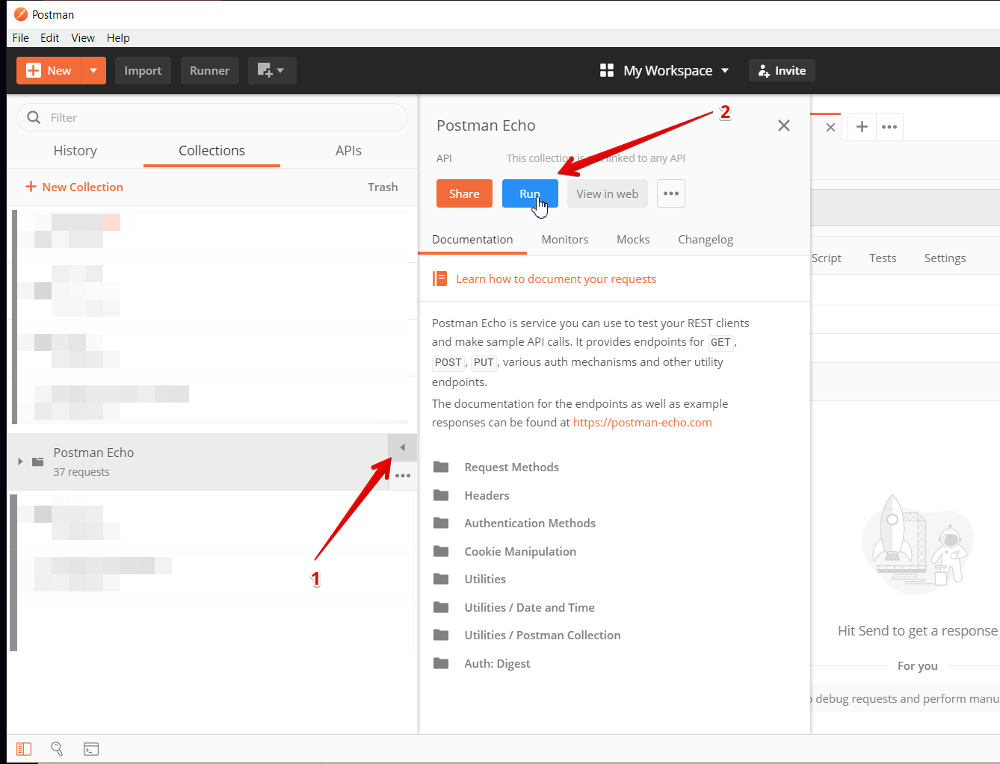 Postman
File Edit View Help
New Import Runner My Workspace Invite
Filter
History Collections APIs
New Collection Trash
Postman Echo
37 requests
1
Postman Echo
2
API This collection is linked to any API
Share Run View in web
Documentation Monitors Mocks Changelog
Learn how to document your requests
Postman Echo is service you can use to test your REST clients
and make sample API calls. It provides endpoints for GET,
POST, PUT, various auth mechanisms and other utility
endpoints.
The documentation for the endpoints as well as example
responses can be found at https://postman-echo.com
Request Methods
Headers
Authentication Methods
Cookie Manipulation
Utilities
Utilities / Date and Time
Utilities / Postman Collection
Auth: Digest
Script Tests Settings
Hit Send to get a response
For you
debug requests and perform manu